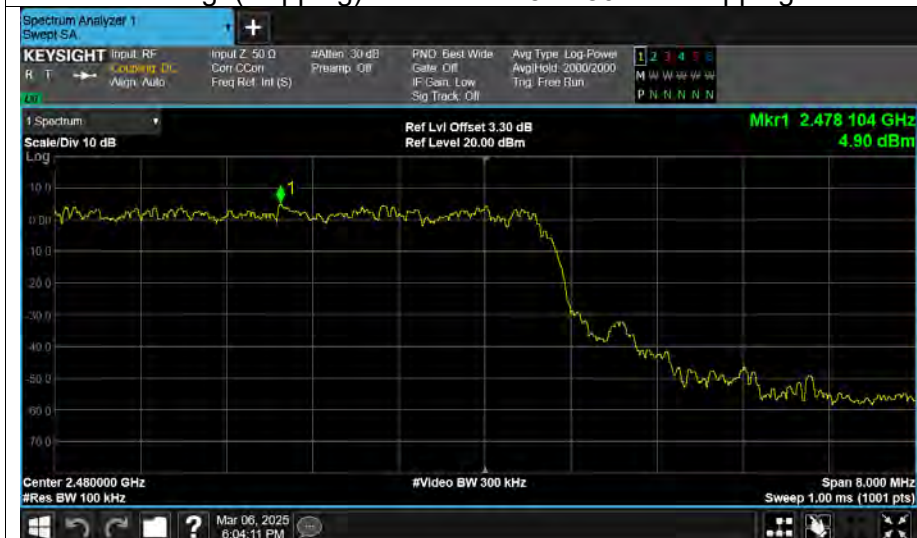 Spectrum Analyzer 1
Swept SA
+
KEYSIGHT Input: RF Input Z: 50 Ω #Atten: 30 dB PNO: Best Wide Avg Type: Log-Power 1 2 3 4 5 6
R T Coupling: DC Corr CCorr Preamp: Off Gate: Off Avg|Hold: 2000/2000 M W W W W W
Align: Auto Freq Ref: Int (S) IF Gain: Low Trig: Free Run
Sig Track: Off P N N N N N
1 Spectrum Ref Lvl Offset 3.30 dB Mkr1 2.478 104 GHz
Scale/Div 10 dB Ref Level 20.00 dBm 4.90 dBm
Log
10.0
1
0.00
-10.0
-20.0
-30.0
-40.0
-50.0
-60.0
-70.0
Center 2.480000 GHz #Video BW 300 kHz Span 8.000 MHz
#Res BW 100 kHz Sweep 1.00 ms (1001 pts)
? Mar 06, 2025
6:04:11 PM